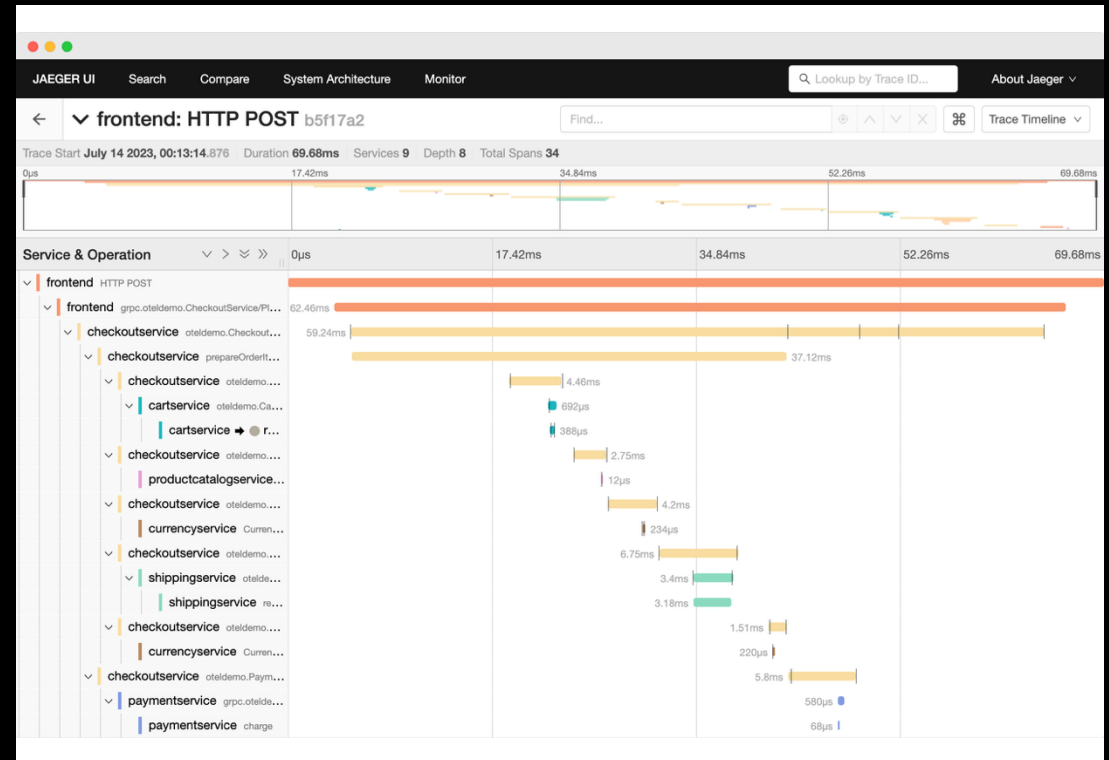 JAEGER UI Search Compare System Architecture Monitor Lookup by Trace ID... About Jaeger
frontend: HTTP POST b5f17a2 Find... Trace Timeline
Trace Start July 14 2023, 00:13:14.876 Duration 69.68ms Services 9 Depth 8 Total Spans 34
0μs 17.42ms 34.84ms 52.26ms 69.68ms
Service & Operation 0μs 17.42ms 34.84ms 52.26ms 69.68ms
frontend HTTP POST
frontend grpc.oteldemo.CheckoutService/Pl... 62.46ms
checkoutservice oteldemo.Checkout... 59.24ms
checkoutservice prepareOrderIt... 37.12ms
checkoutservice oteldemo.... 4.46ms
cartservice oteldemo.Ca... 692μs
cartservice ➡ r... 388μs
checkoutservice oteldemo.... 2.75ms
productcatalogservice... 12μs
checkoutservice oteldemo.... 4.2ms
currencyservice Curren... 234μs
checkoutservice oteldemo.... 6.75ms
shippingservice otelde... 3.4ms
shippingservice re... 3.18ms
checkoutservice oteldemo.... 1.51ms
currencyservice Curren... 220μs
checkoutservice oteldemo.Paym... 5.8ms
paymentservice grpc.otelde... 580μs
paymentservice charge 68μs